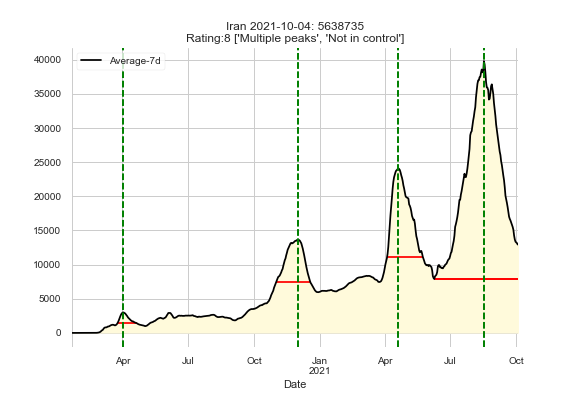 Iran 2021-10-04: 5638735
Rating:8 ['Multiple peaks', 'Not in control']
Average-7d
40000
35000
30000
25000
20000
15000
10000
5000
0
Apr Jul Oct Jan Apr Jul Oct
2021
Date